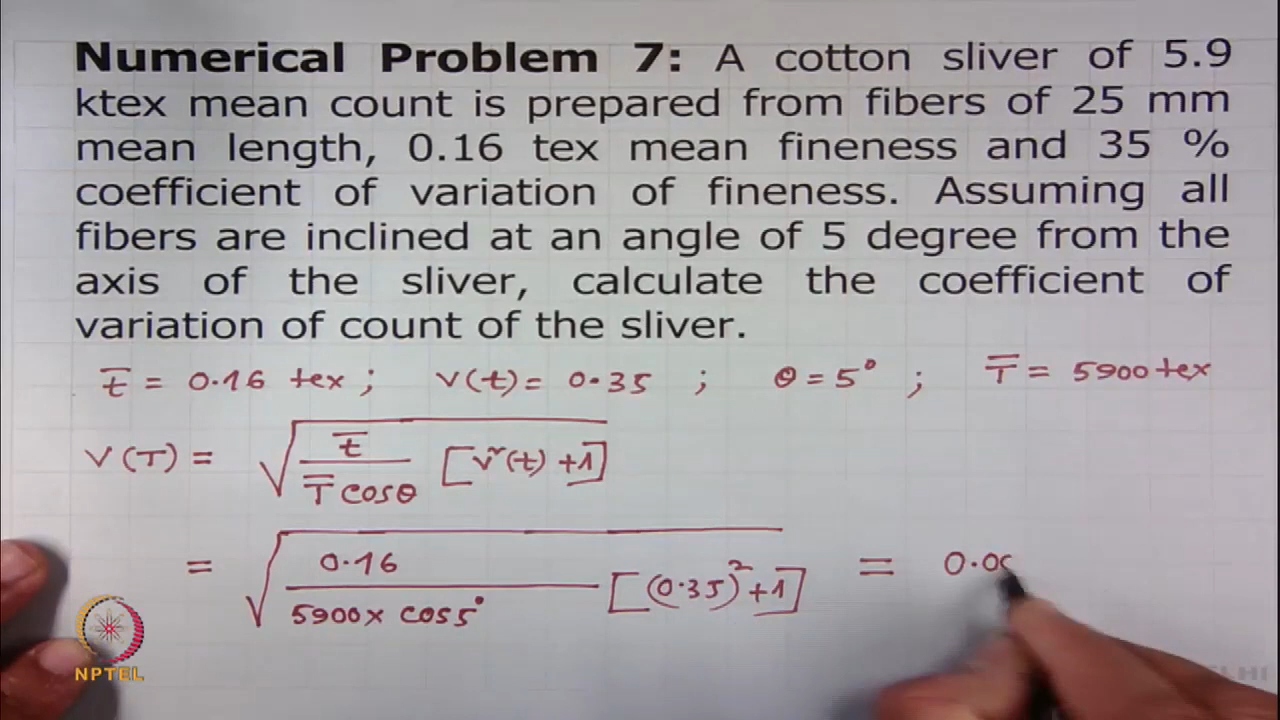 Numerical Problem 7: A cotton sliver of 5.9
ktex mean count is prepared from fibers of 25 mm
mean length, 0.16 tex mean fineness and 35 %
coefficient of variation of fineness. Assuming all
fibers are inclined at an angle of 5 degree from the
axis of the sliver, calculate the coefficient of
variation of count of the sliver.
t̅ = 0.16 tex ; v(t) = 0.35 ; θ = 5° ; T̅ = 5900 tex
V(T) = √( t̅ / T̅ cosθ [v²(t) + 1] )
= √( 0.16 / 5900 x cos5° [(0.35)² + 1] ) = 0.0
NPTEL